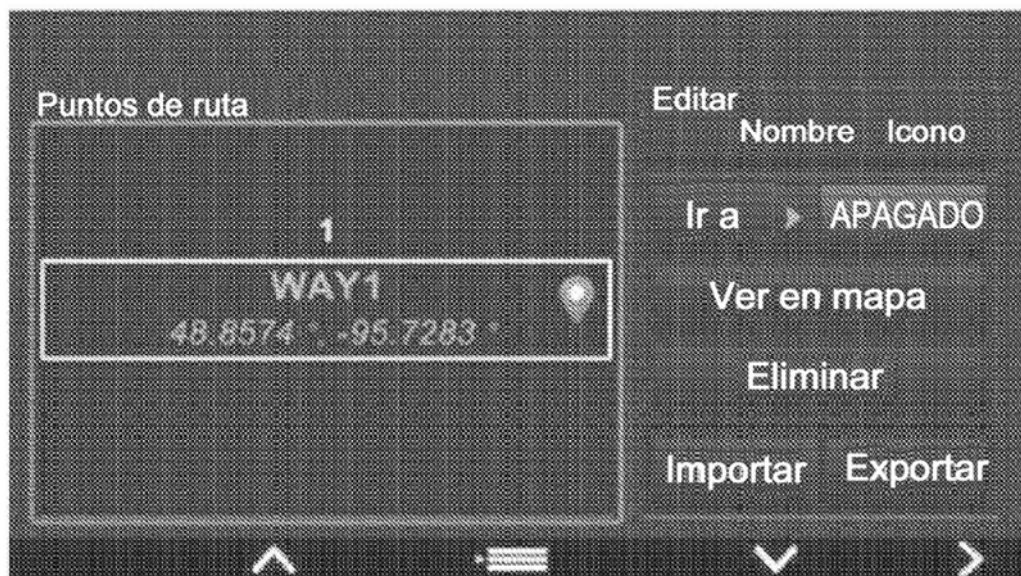 Puntos de ruta
1
WAY1
48.8574 °, -95.7283 °
Editar
Nombre Icono
Ir a APAGADO
Ver en mapa
Eliminar
Importar Exportar